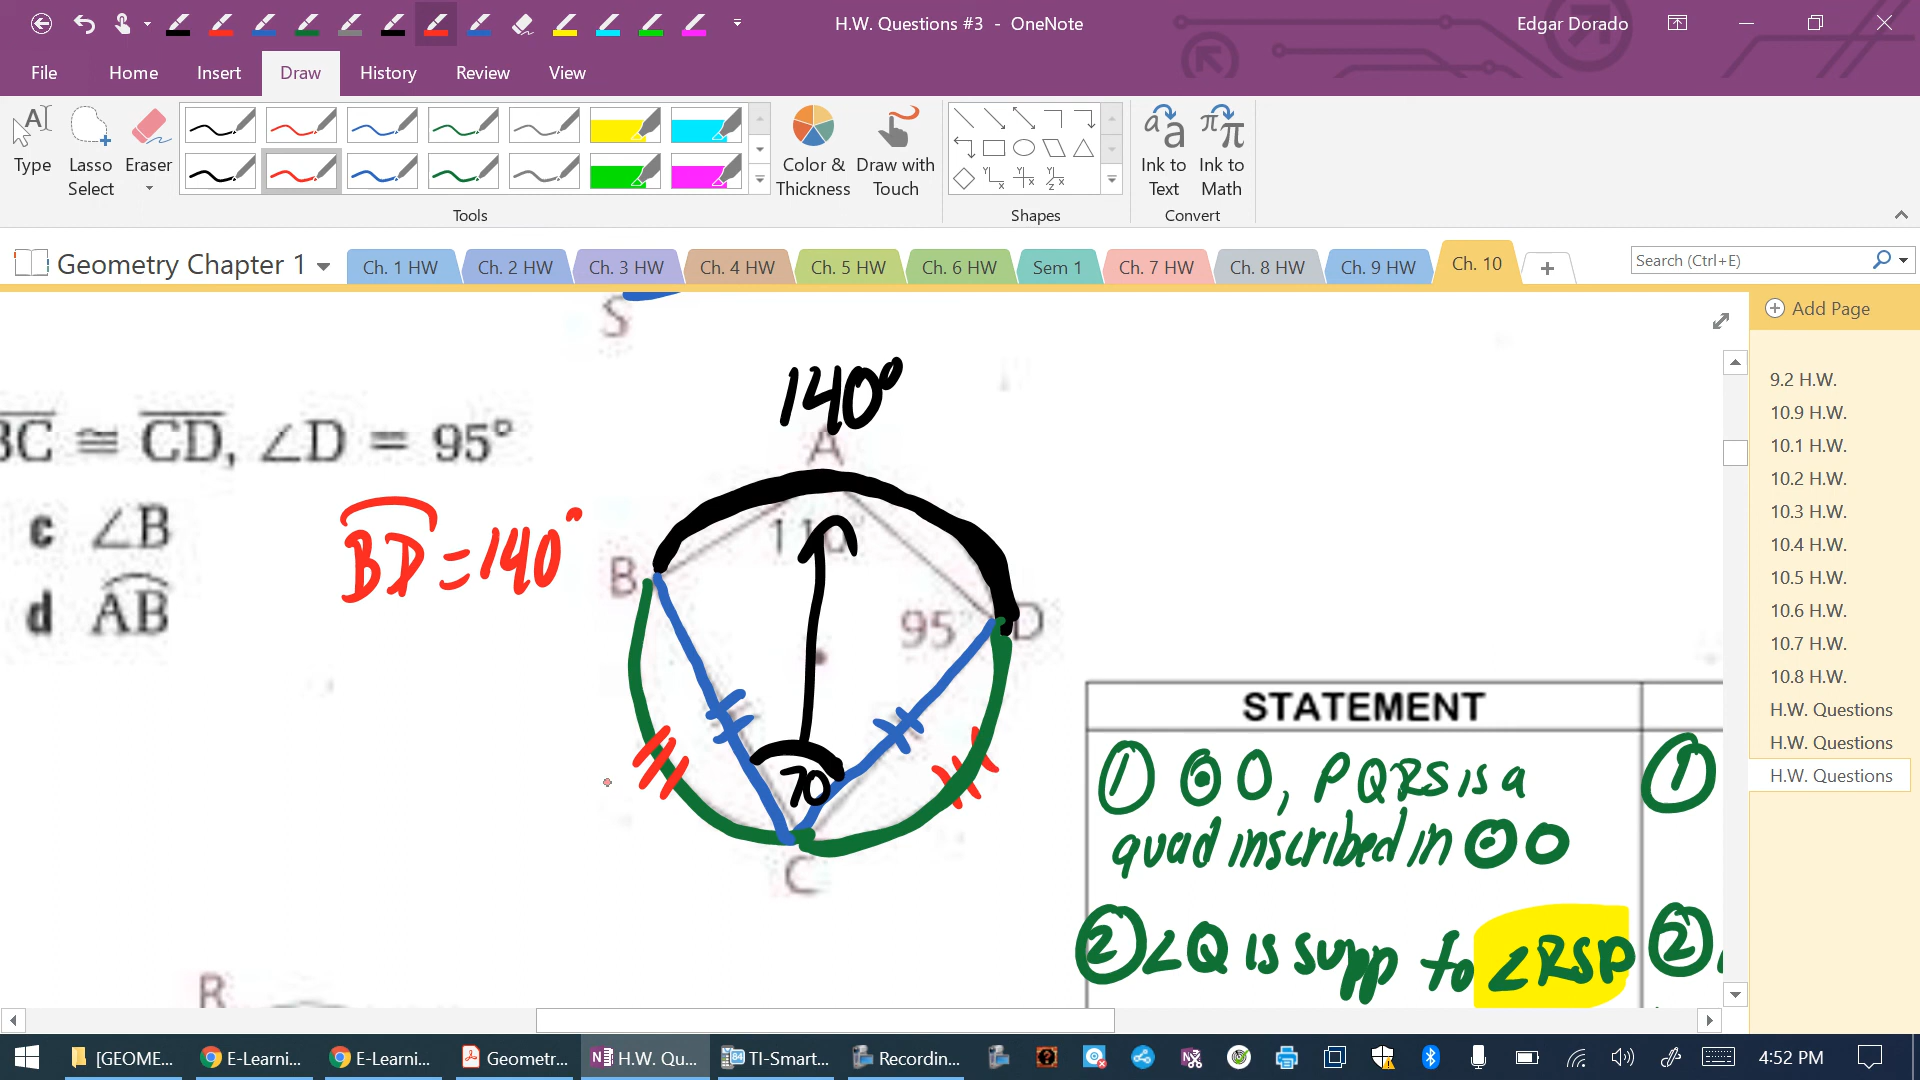 H.W. Questions #3 - OneNote
Edgar Dorado
File Home Insert Draw History Review View
Type
Lasso Select
Eraser
Color & Thickness
Draw with Touch
Ink to Text
Ink to Math
Tools
Shapes
Convert
Geometry Chapter 1
Ch. 1 HW
Ch. 2 HW
Ch. 3 HW
Ch. 4 HW
Ch. 5 HW
Ch. 6 HW
Sem 1
Ch. 7 HW
Ch. 8 HW
Ch. 9 HW
Ch. 10
Search (Ctrl+E)
Add Page
9.2 H.W.
10.9 H.W.
10.1 H.W.
10.2 H.W.
10.3 H.W.
10.4 H.W.
10.5 H.W.
10.6 H.W.
10.7 H.W.
10.8 H.W.
H.W. Questions
H.W. Questions
H.W. Questions
S
140°
A
BC ≅ CD, ∠D = 95°
c ∠B
d AB
BD = 140°
B
95
D
70
C
R
STATEMENT
① ⊙O, PQRS is a
quad inscribed in ⊙O
①
② ∠Q is supp to ∠RSP
②
[GEOME...
E-Learni...
E-Learni...
Geometr...
H.W. Qu...
TI-Smart...
Recordin...
4:52 PM